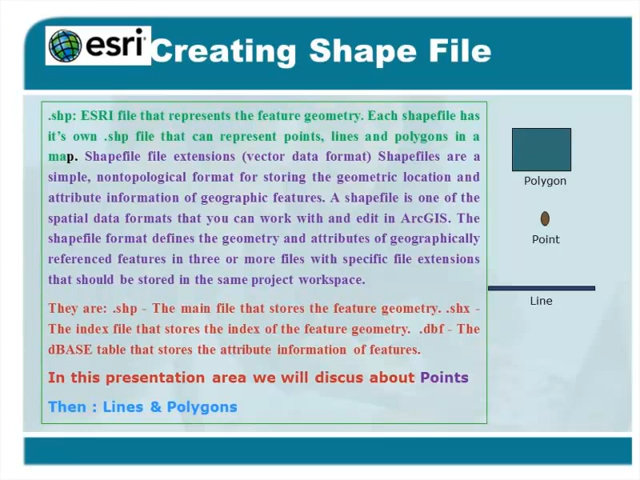 esri Creating Shape File
.shp: ESRI file that represents the feature geometry. Each shapefile has
it's own .shp file that can represent points, lines and polygons in a
map. Shapefile file extensions (vector data format) Shapefiles are a
simple, nontopological format for storing the geometric location and
attribute information of geographic features. A shapefile is one of the
spatial data formats that you can work with and edit in ArcGIS. The
shapefile format defines the geometry and attributes of geographically
referenced features in three or more files with specific file extensions
that should be stored in the same project workspace.
They are: .shp - The main file that stores the feature geometry. .shx -
The index file that stores the index of the feature geometry. .dbf - The
dBASE table that stores the attribute information of features.
In this presentation area we will discus about Points
Then : Lines & Polygons
Polygon
Point
Line